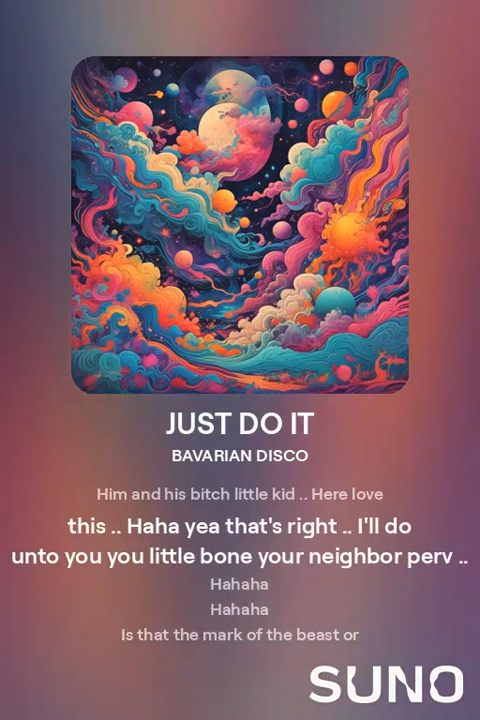 JUST DO IT
BAVARIAN DISCO
Him and his bitch little kid .. Here love
this .. Haha yea that's right .. I'll do
unto you you little bone your neighbor perv ..
Hahaha
Hahaha
Is that the mark of the beast or
SUNO